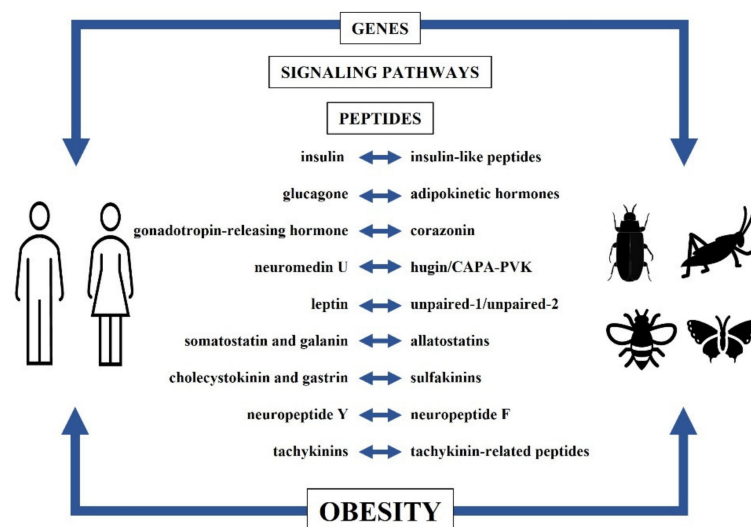 GENES
SIGNALING PATHWAYS
PEPTIDES
insulin insulin-like peptides
glucagone adipokinetic hormones
gonadotropin-releasing hormone corazonin
neuromedin U hugin/CAPA-PVK
leptin unpaired-1/unpaired-2
somatostatin and galanin allatostatins
cholecystokinin and gastrin sulfakinins
neuropeptide Y neuropeptide F
tachykinins tachykinin-related peptides
OBESITY